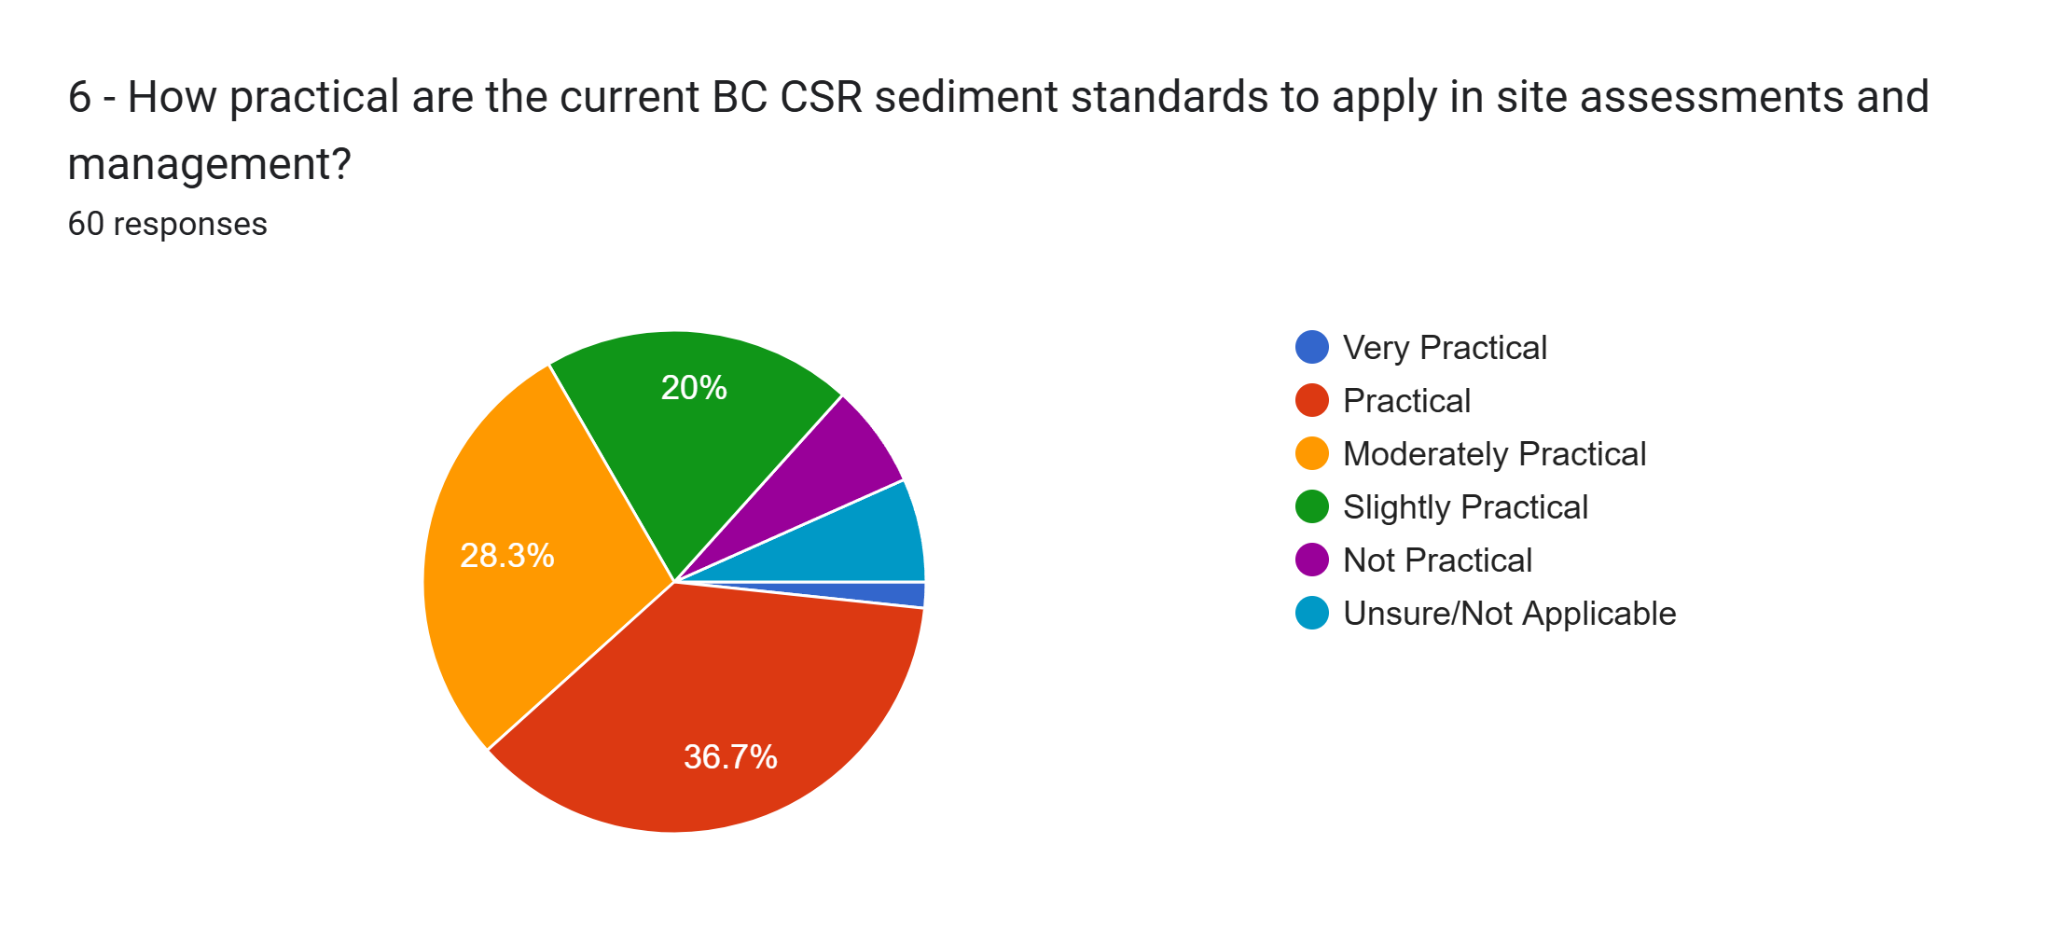 6 - How practical are the current BC CSR sediment standards to apply in site assessments and
management?
60 responses
20%
28.3%
36.7%
Very Practical
Practical
Moderately Practical
Slightly Practical
Not Practical
Unsure/Not Applicable